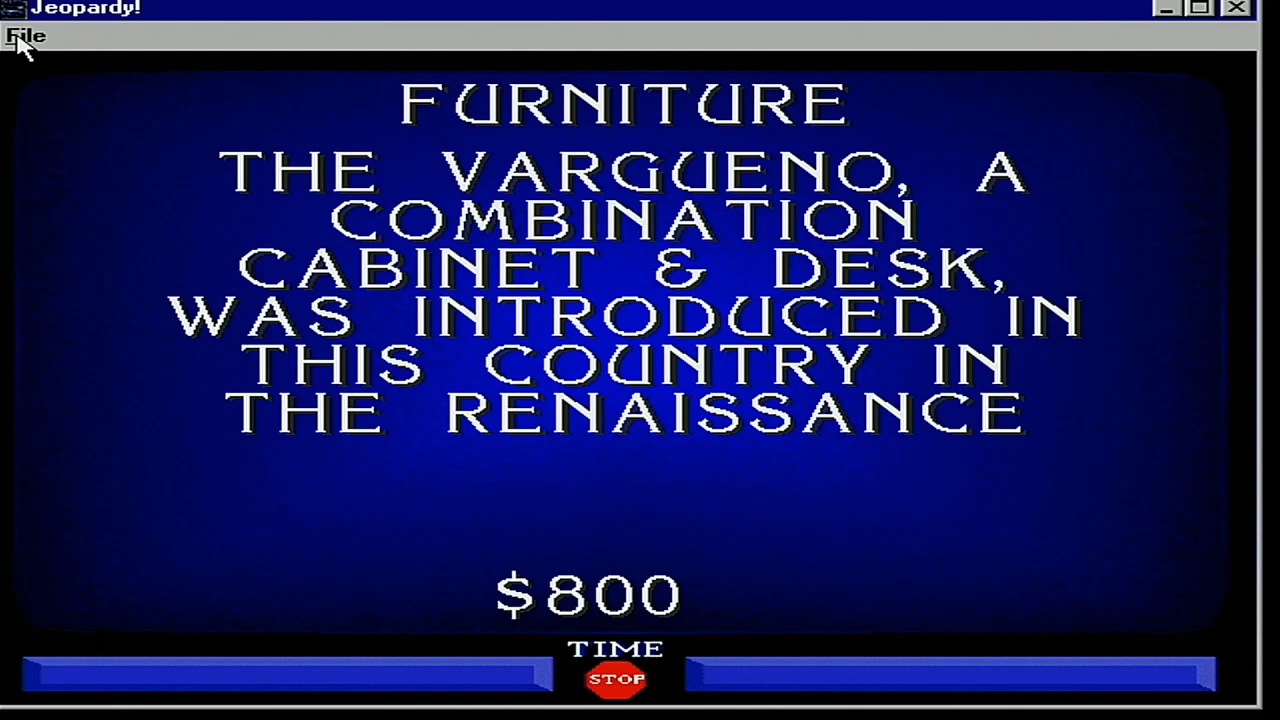 Jeopardy!
File
FURNITURE
THE VARGUENO, A
COMBINATION
CABINET & DESK,
WAS INTRODUCED IN
THIS COUNTRY IN
THE RENAISSANCE
$800
TIME
STOP